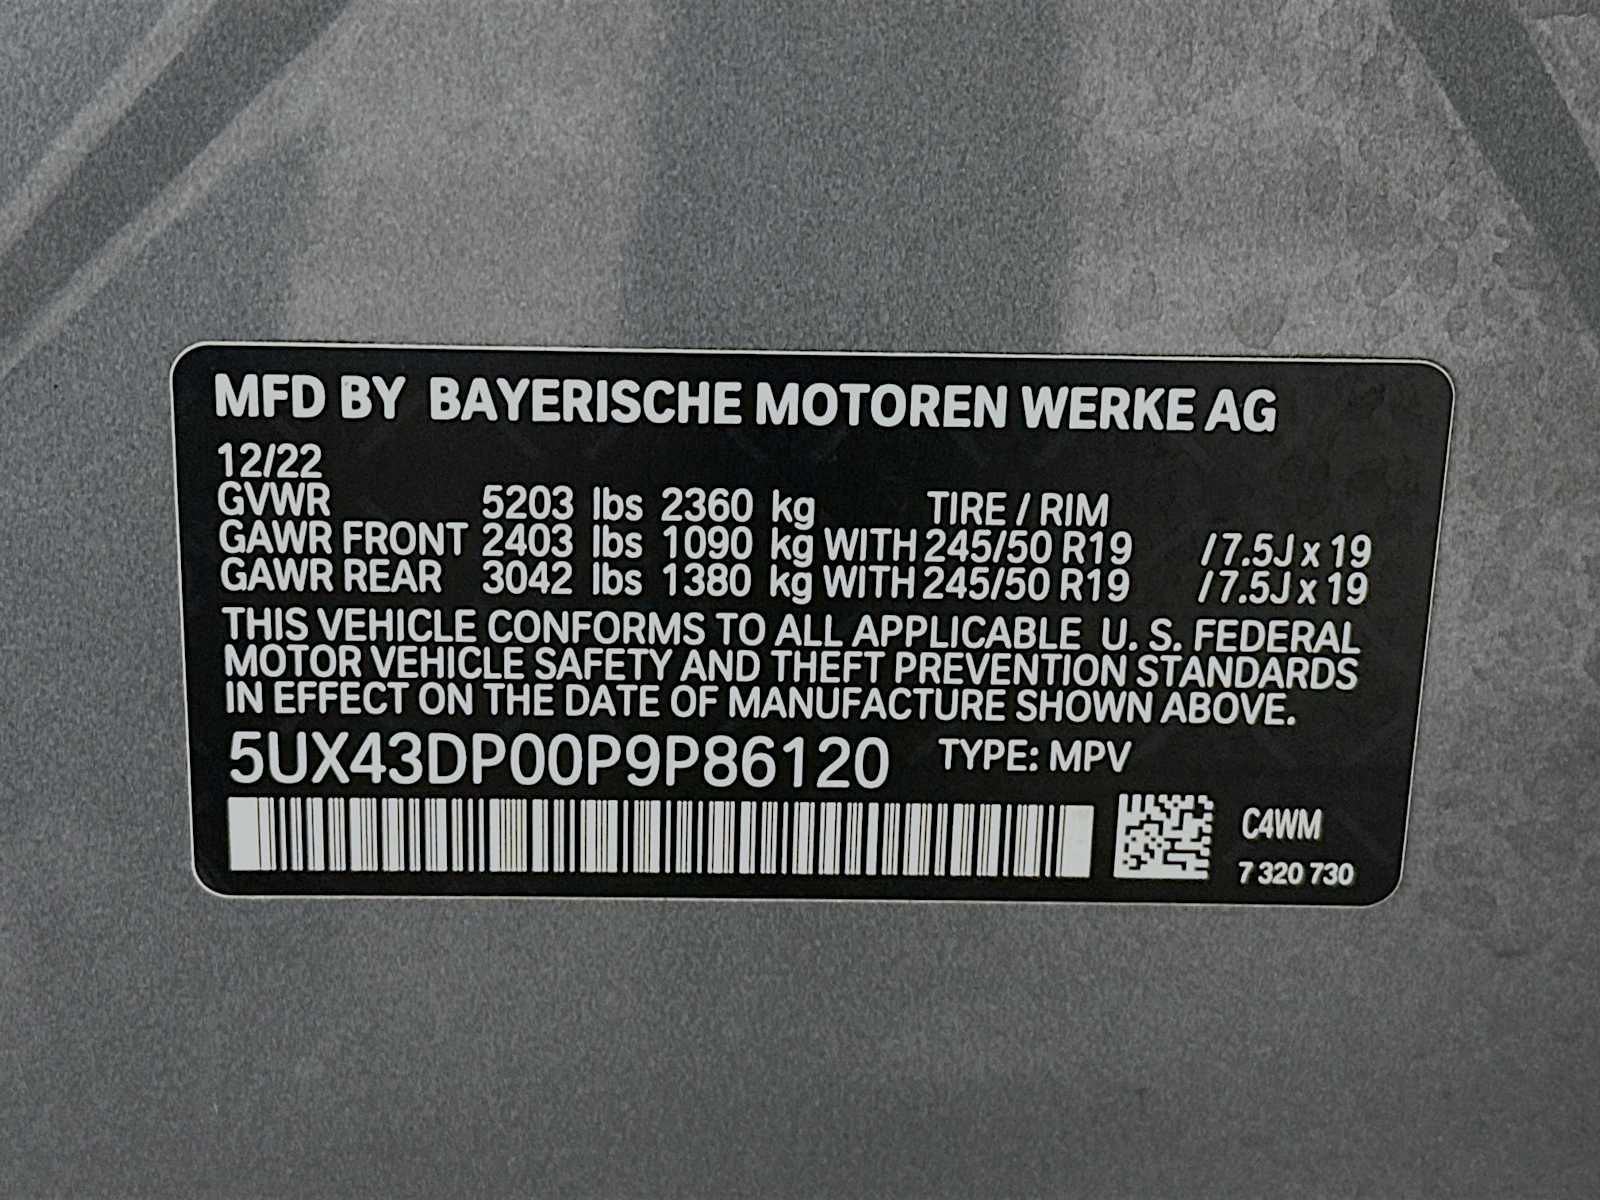 MFD BY BAYERISCHE MOTOREN WERKE AG
12/22
GVWR 5203 lbs 2360 kg TIRE / RIM
GAWR FRONT 2403 lbs 1090 kg WITH 245/50 R19 /7.5J x 19
GAWR REAR 3042 lbs 1380 kg WITH 245/50 R19 /7.5J x 19
THIS VEHICLE CONFORMS TO ALL APPLICABLE U. S. FEDERAL
MOTOR VEHICLE SAFETY AND THEFT PREVENTION STANDARDS
IN EFFECT ON THE DATE OF MANUFACTURE SHOWN ABOVE.
5UX43DP00P9P86120 TYPE: MPV
C4WM
7 320 730